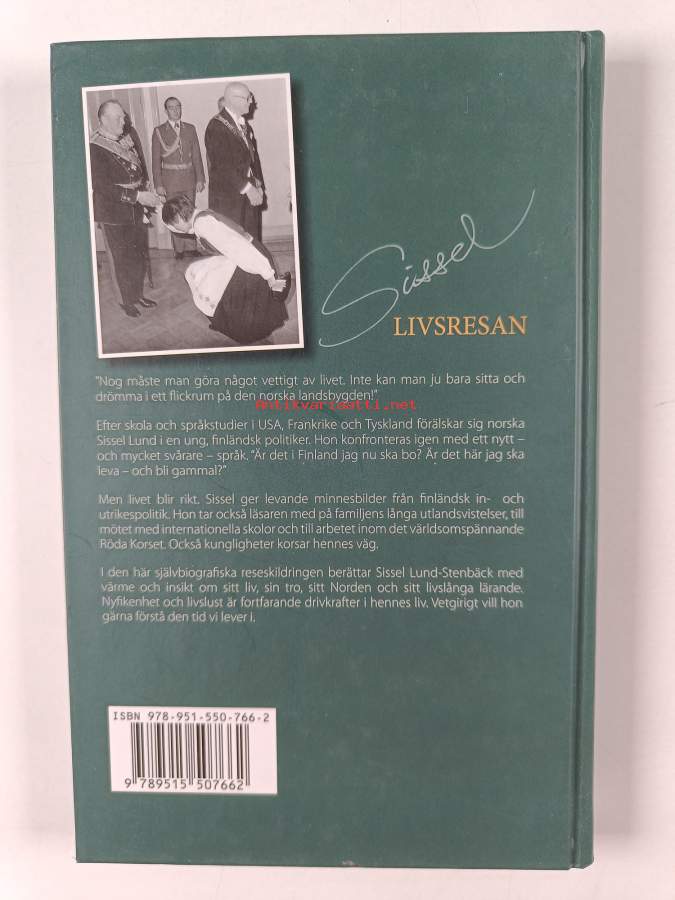 Sissel
LIVSRESAN
"Nog måste man göra något vettigt av livet. Inte kan man ju bara sitta och
drömma i ett flickrum på den norska landsbygden!"
Antikvariaatti.net
Efter skola och språkstudier i USA, Frankrike och Tyskland förälskar sig norska
Sissel Lund i en ung, finländsk politiker. Hon konfronteras igen med ett nytt –
och mycket svårare – språk. "Är det i Finland jag nu ska bo? Är det här jag ska
leva – och bli gammal?"
Men livet blir rikt. Sissel ger levande minnesbilder från finländsk in- och
utrikespolitik. Hon tar också läsaren med på familjens långa utlandsvistelser, till
mötet med internationella skolor och till arbetet inom det världsomspännande
Röda Korset. Också kungligheter korsar hennes väg.
I den här självbiografiska reseskildringen berättar Sissel Lund-Stenbäck med
värme och insikt om sitt liv, sin tro, sitt Norden och sitt livslånga lärande.
Nyfikenhet och livslust är fortfarande drivkrafter i hennes liv. Vetgirigt vill hon
gärna förstå den tid vi lever i.
ISBN 978-951-550-766-2
9 789515 507662